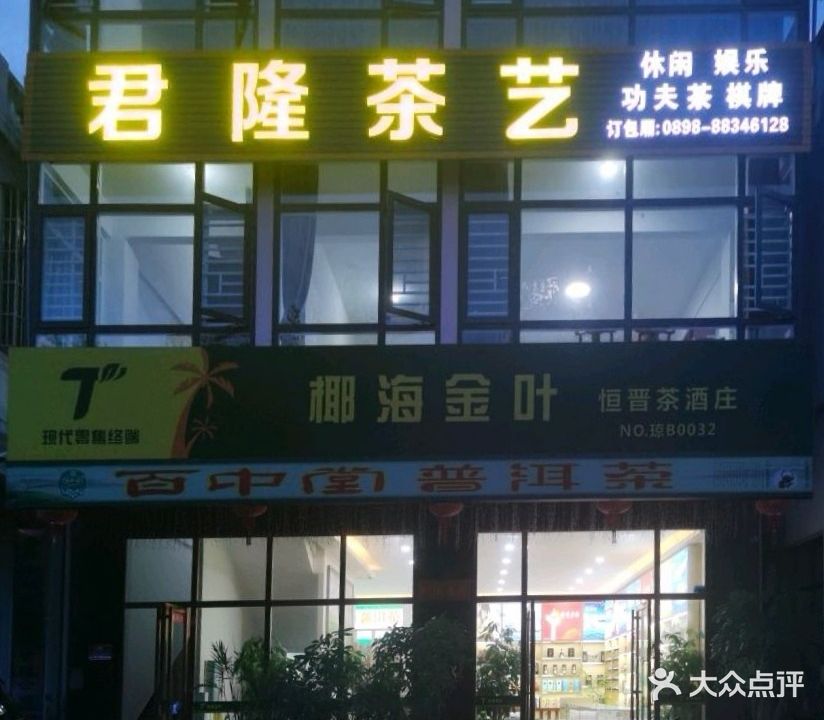 君隆茶艺
休闲 娱乐
功夫茶 棋牌
订包厢:0898-88346128
T
现代零售终端
椰海金叶
恒晋茶酒庄
NO.琼B0032
百中堂普洱茶
大众点评